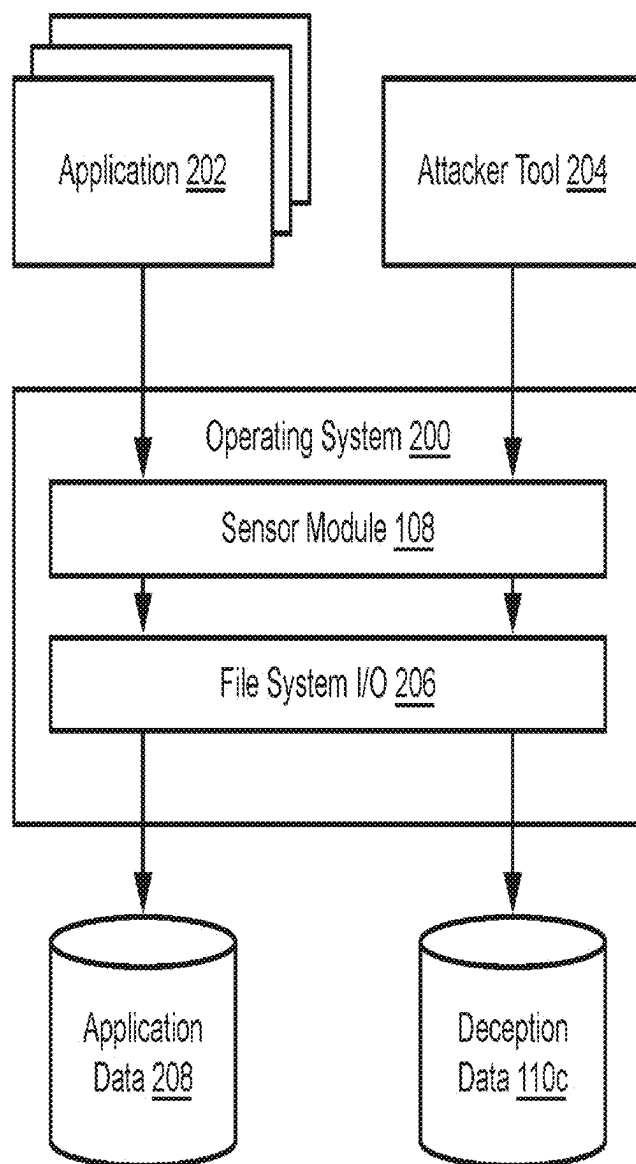 Application 202
Attacker Tool 204
Operating System 200
Sensor Module 108
File System I/O 206
Application
Data 208
Deception
Data 110c